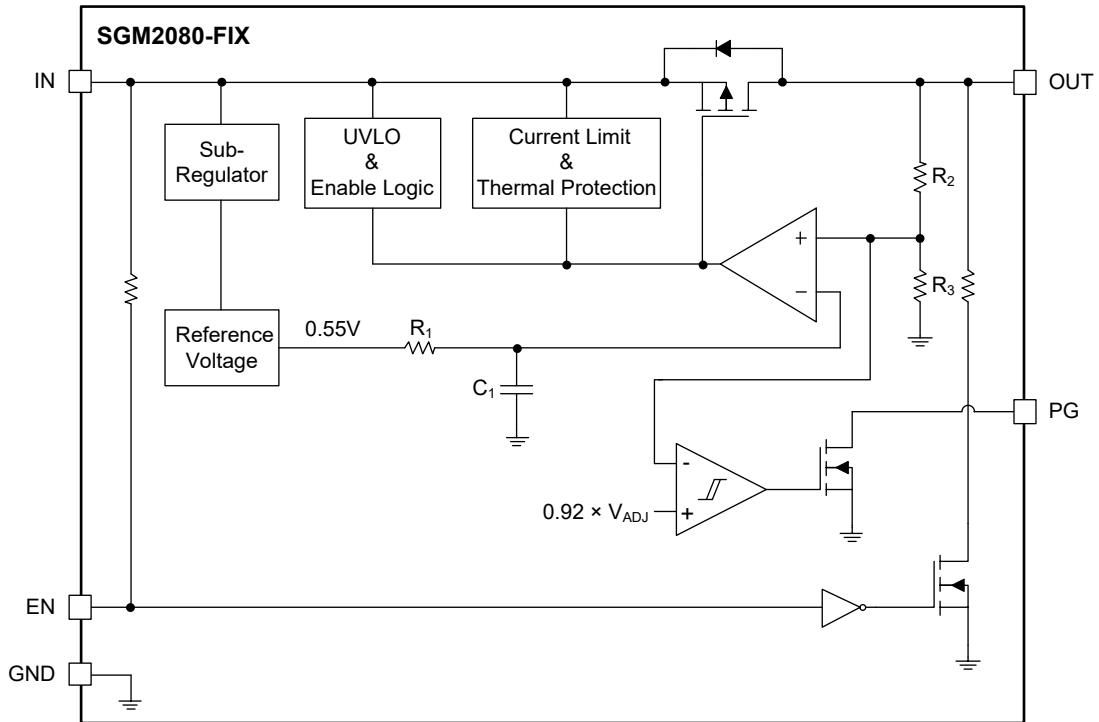 SGM2080-FIX
IN
OUT
Sub-
Regulator
UVLO
&
Enable Logic
Current Limit
&
Thermal Protection
R2
+
−
R3
Reference
Voltage
0.55V
R1
C1
PG
-
+
0.92 × VADJ
EN
GND